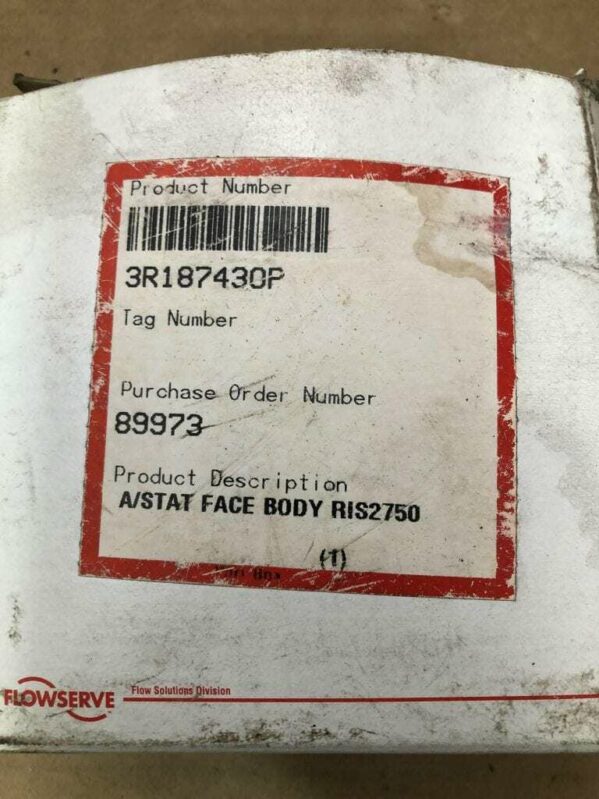 Product Number
3R187430P
Tag Number
Purchase Order Number
89973
Product Description
A/STAT FACE BODY RIS2750
(1)
FLOWSERVE
Flow Solutions Division